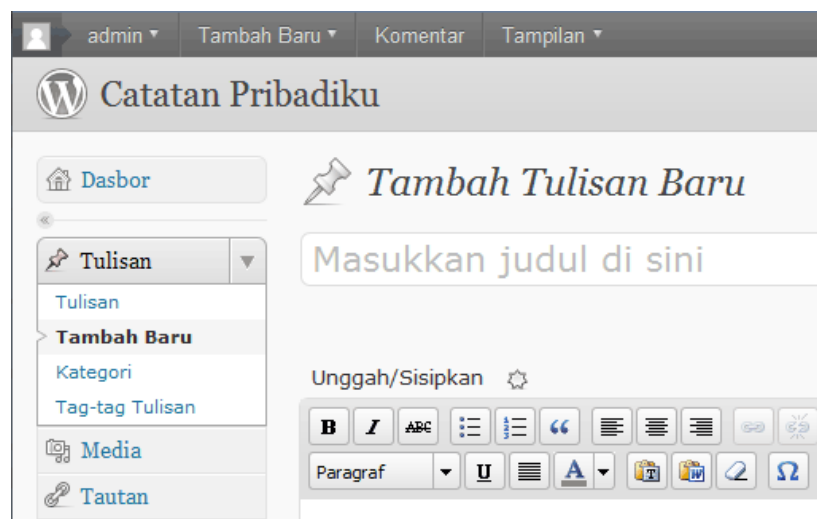 admin Tambah Baru Komentar Tampilan
Catatan Pribadiku
Dasbor
Tambah Tulisan Baru
Tulisan
Masukkan judul di sini
Tulisan
Tambah Baru
Kategori
Tag-tag Tulisan
Media
Tautan
Unggah/Sisipkan
B I ABC
Paragraf U A T W Ω